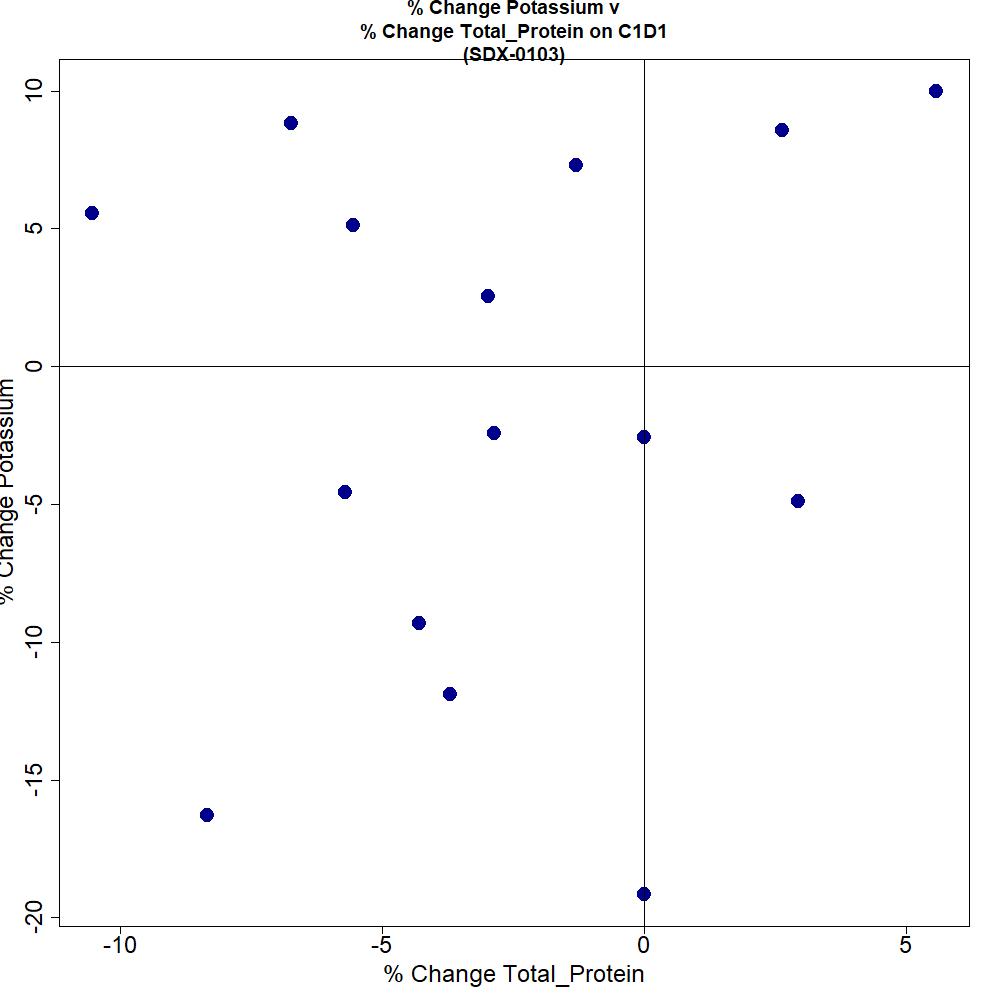 % Change Potassium v
% Change Total_Protein on C1D1
(SDX-0103)
10
5
0
-5
-10
-15
-20
% Change Potassium
-10
-5
0
5
% Change Total_Protein